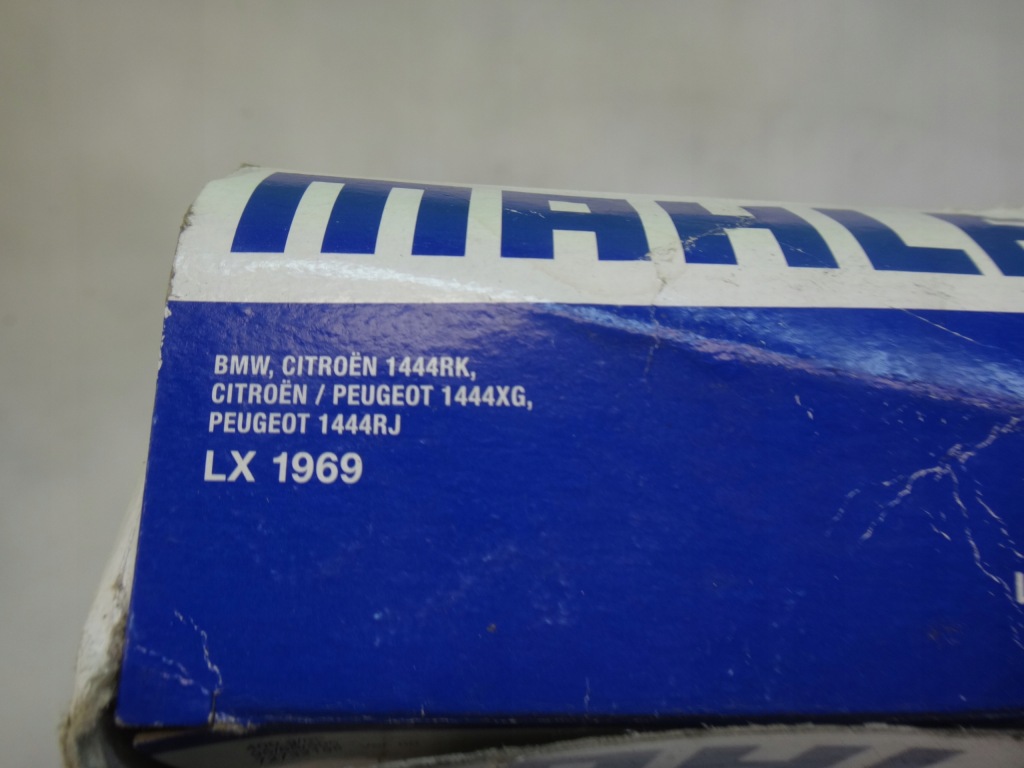 MAHLE
BMW, CITROËN 1444RK,
CITROËN / PEUGEOT 1444XG,
PEUGEOT 1444RJ
LX 1969